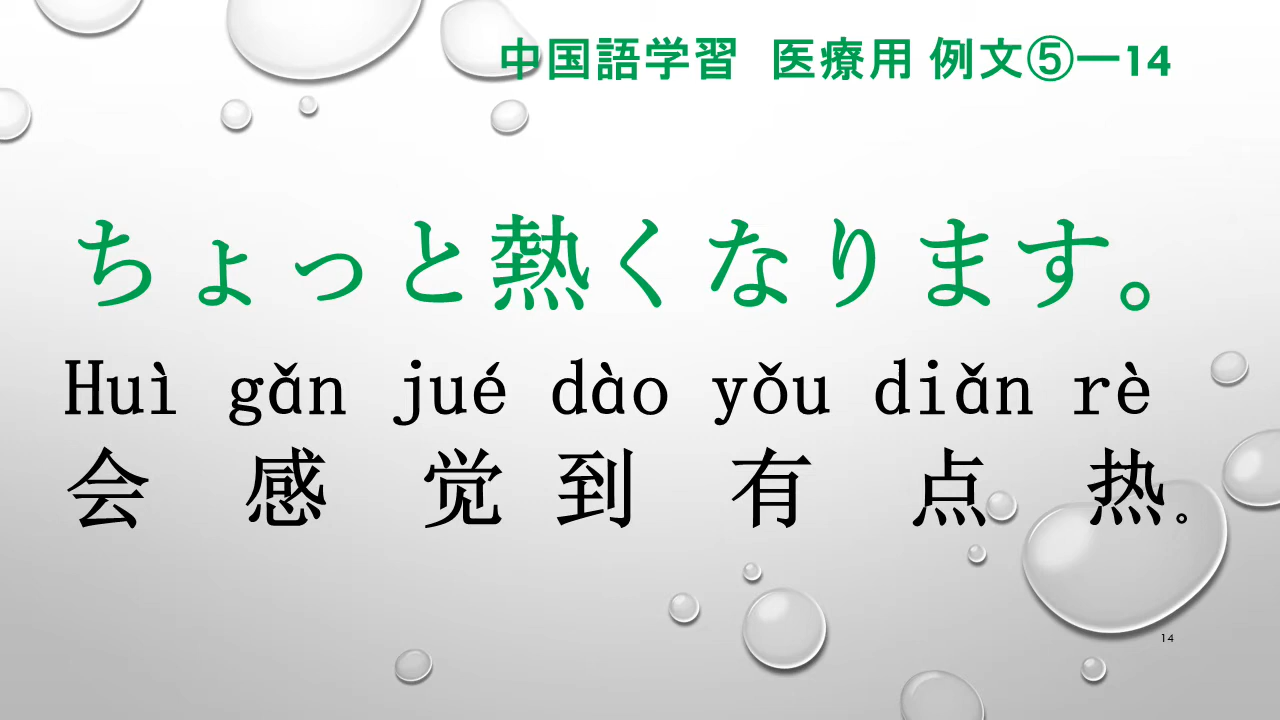 中国語学習 医療用 例文⑤ー14
ちょっと熱くなります。
Huì gǎn jué dào yǒu diǎn rè
会 感 觉 到 有 点 热。
14